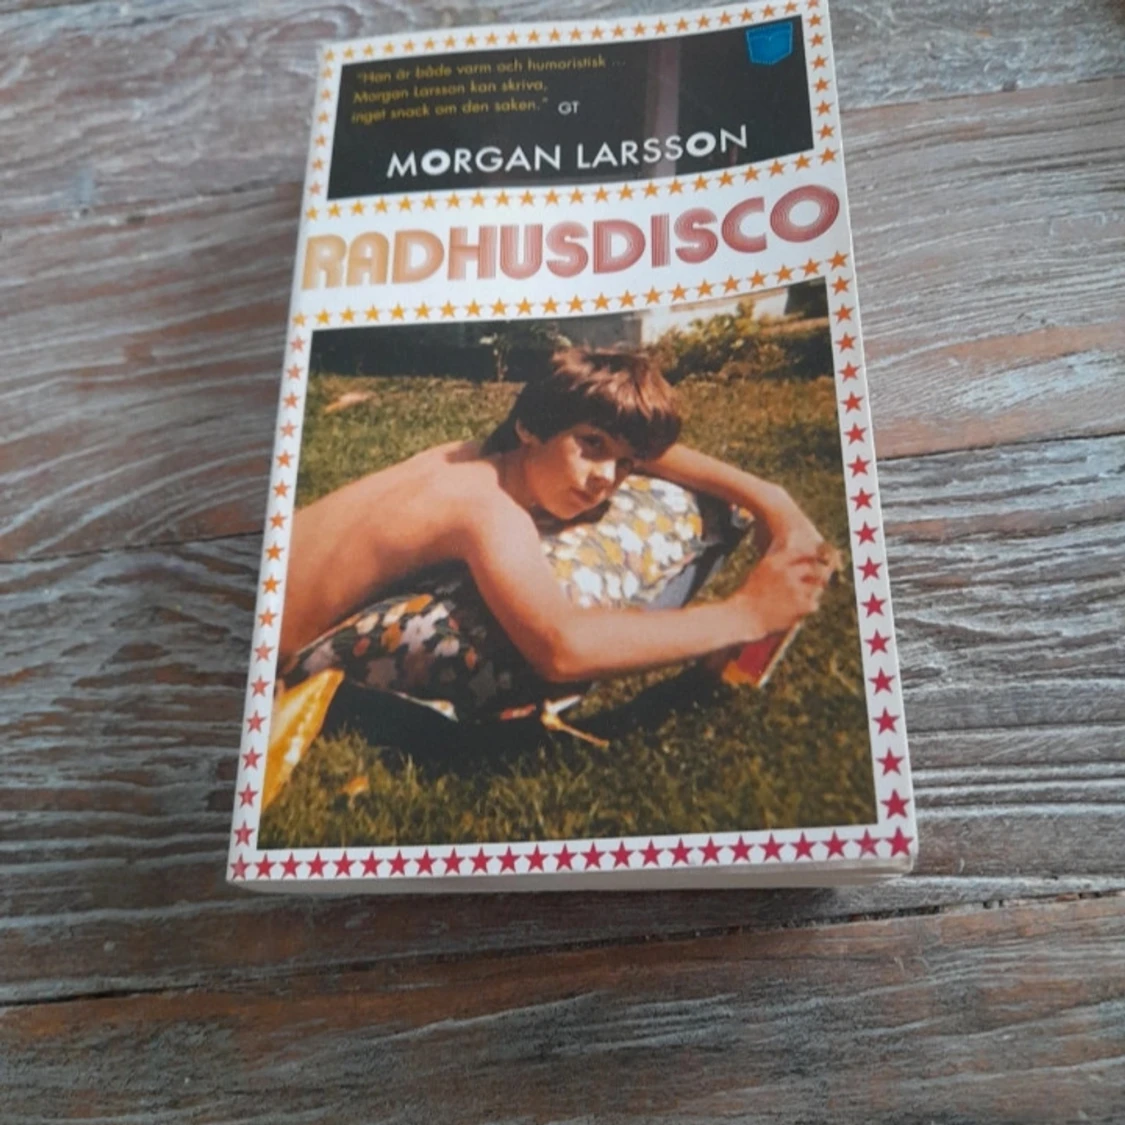 "Han är både varm och humoristisk ...
Morgan Larsson kan skriva,
inget snack om den saken." GT
MORGAN LARSSON
RADHUSDISCO